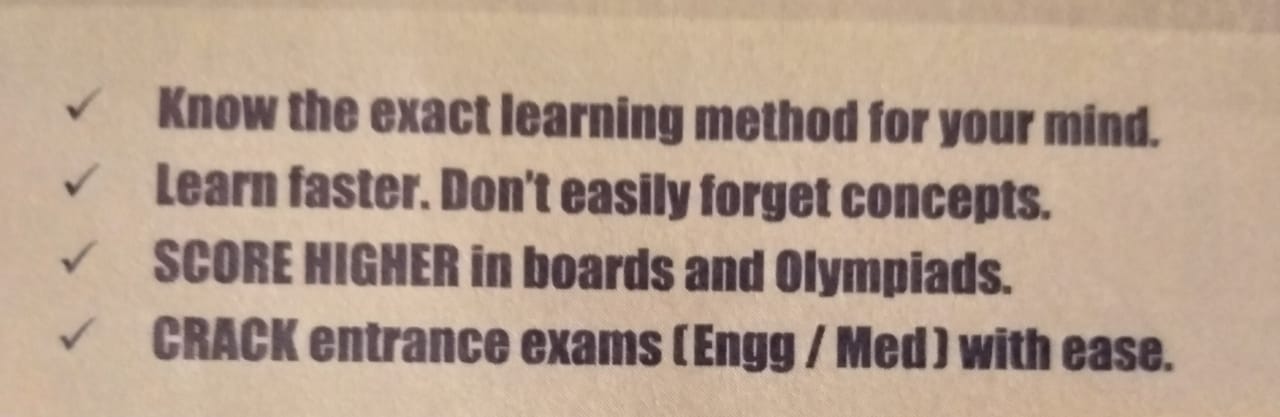 ✓ Know the exact learning method for your mind.
✓ Learn faster. Don't easily forget concepts.
✓ SCORE HIGHER in boards and Olympiads.
✓ CRACK entrance exams (Engg / Med) with ease.